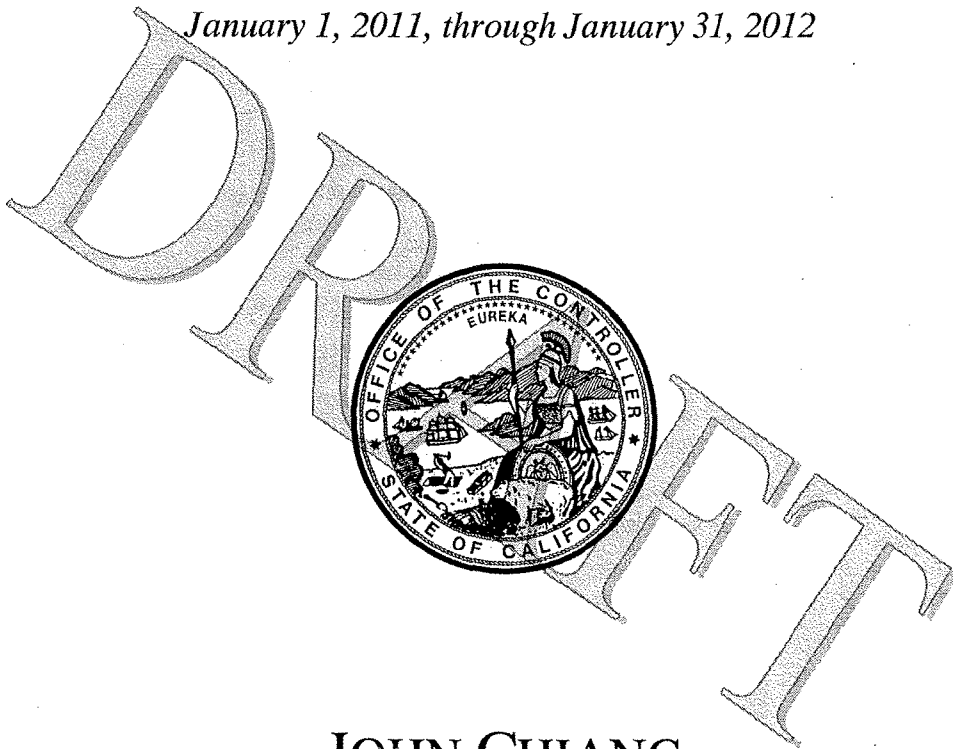 January 1, 2011, through January 31, 2012
DRAFT
OFFICE OF THE CONTROLLER
EUREKA
STATE OF CALIFORNIA
JOHN CHIANG